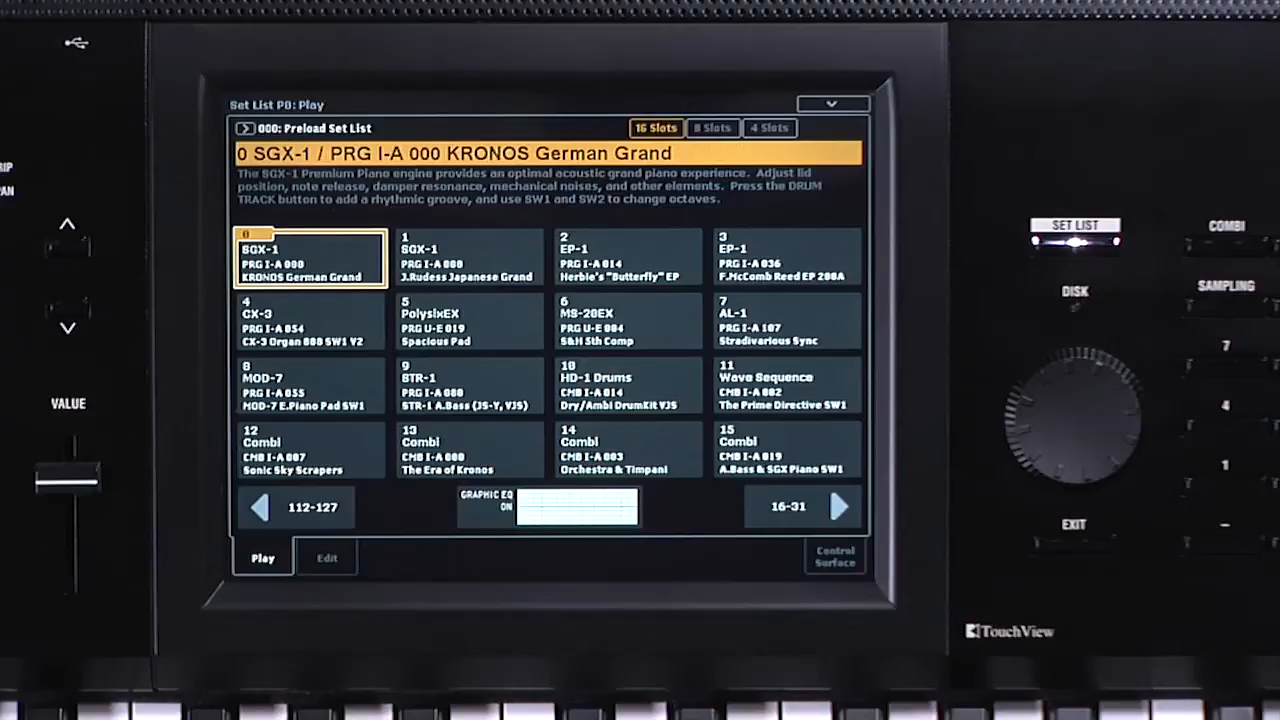 Set List P0: Play
000: Preload Set List
16 Slots
8 Slots
4 Slots
0 SGX-1 / PRG I-A 000 KRONOS German Grand
The SGX-1 Premium Piano engine provides an optimal acoustic grand piano experience. Adjust lid
position, note release, damper resonance, mechanical noises, and other elements. Press the DRUM
TRACK button to add a rhythmic groove, and use SW1 and SW2 to change octaves.
0
SGX-1
PRG I-A 000
KRONOS German Grand
1
SGX-1
PRG I-A 008
J.Rudess Japanese Grand
2
EP-1
PRG I-A 014
Herbie's "Butterfly" EP
3
EP-1
PRG I-A 036
F.McComb Reed EP 200A
4
CX-3
PRG I-A 054
CX-3 Organ 888 SW1 V2
5
PolysixEX
PRG U-E 019
Spacious Pad
6
MS-20EX
PRG U-E 004
S&H 5th Comp
7
AL-1
PRG I-A 107
Stradivarious Sync
8
MOD-7
PRG I-A 055
MOD-7 E.Piano Pad SW1
9
STR-1
PRG I-A 080
STR-1 A.Bass (JS-Y, VJS)
10
HD-1 Drums
CMB I-A 014
Dry/Ambi DrumKit VJS
11
Wave Sequence
CMB I-A 002
The Prime Directive SW1
12
Combi
CMB I-A 007
Sonic Sky Scrapers
13
Combi
CMB I-A 000
The Era of Kronos
14
Combi
CMB I-A 003
Orchestra & Timpani
15
Combi
CMB I-A 019
A.Bass & SGX Piano SW1
112-127
GRAPHIC EQ
ON
16-31
Play
Edit
Control
Surface
RIP
PAN
VALUE
SET LIST
COMBI
DISK
SAMPLING
7
4
1
EXIT
-
TouchView